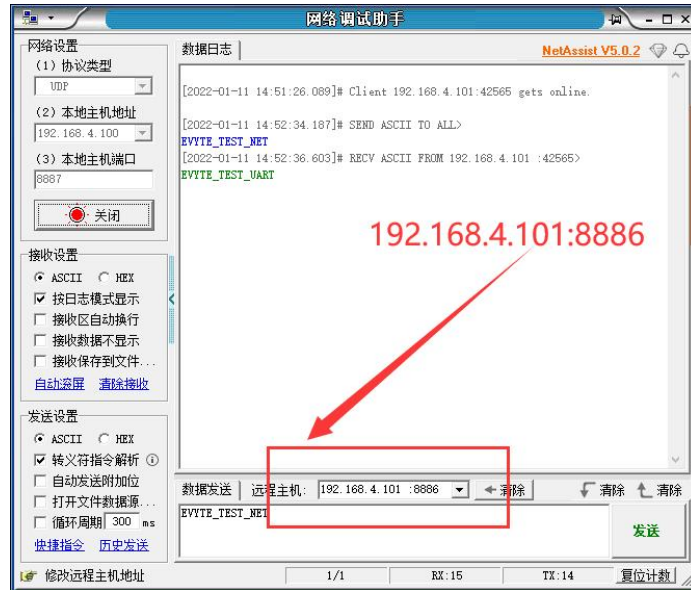 网络调试助手
网络设置
(1) 协议类型
UDP
(2) 本地主机地址
192.168.4.100
(3) 本地主机端口
8887
关闭
接收设置
ASCII HEX
按日志模式显示
接收区自动换行
接收数据不显示
接收保存到文件...
自动滚屏 清除接收
发送设置
ASCII HEX
转义符指令解析
自动发送附加位
打开文件数据源...
循环周期 300 ms
快捷指令 历史发送
数据日志
NetAssist V5.0.2
[2022-01-11 14:51:26.089]# Client 192.168.4.101:42565 gets online.
[2022-01-11 14:52:34.187]# SEND ASCII TO ALL>
EVYTE_TEST_NET
[2022-01-11 14:52:36.603]# RECV ASCII FROM 192.168.4.101 :42565>
EVYTE_TEST_UART
192.168.4.101:8886
数据发送 远程主机: 192.168.4.101 :8886 清除 清除 清除
EVYTE_TEST_NET
发送
修改远程主机地址 1/1 RX:15 TX:14 复位计数